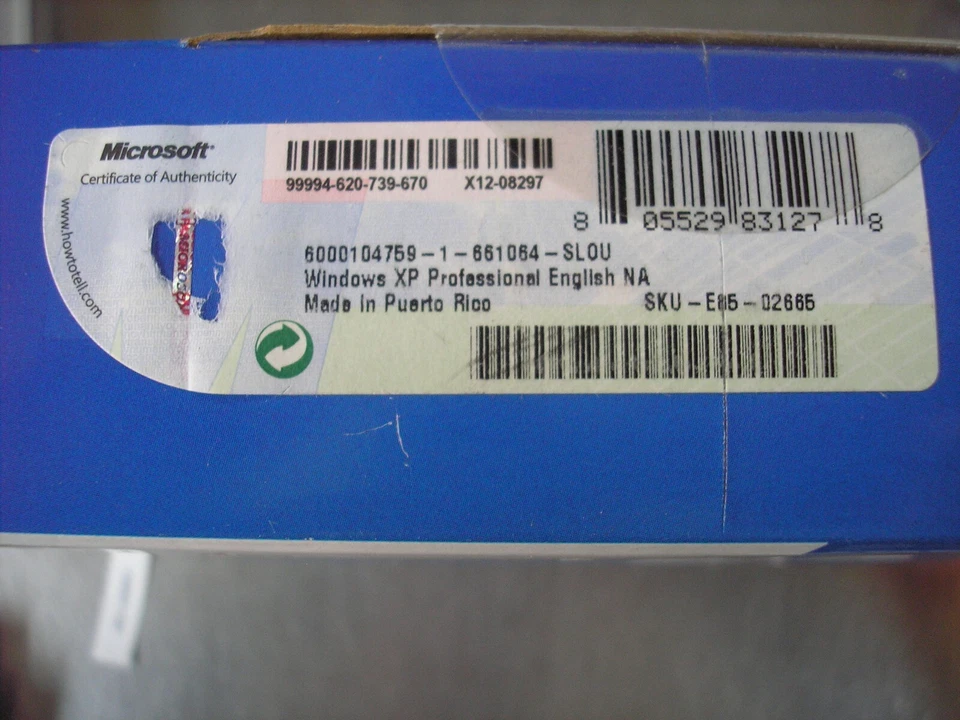 Microsoft
Certificate of Authenticity
www.howtotell.com
99994-620-739-670 X12-08297
8 05529 83127 8
6000104759-1-661064-SLOU
Windows XP Professional English NA
Made in Puerto Rico SKU-E85-02665